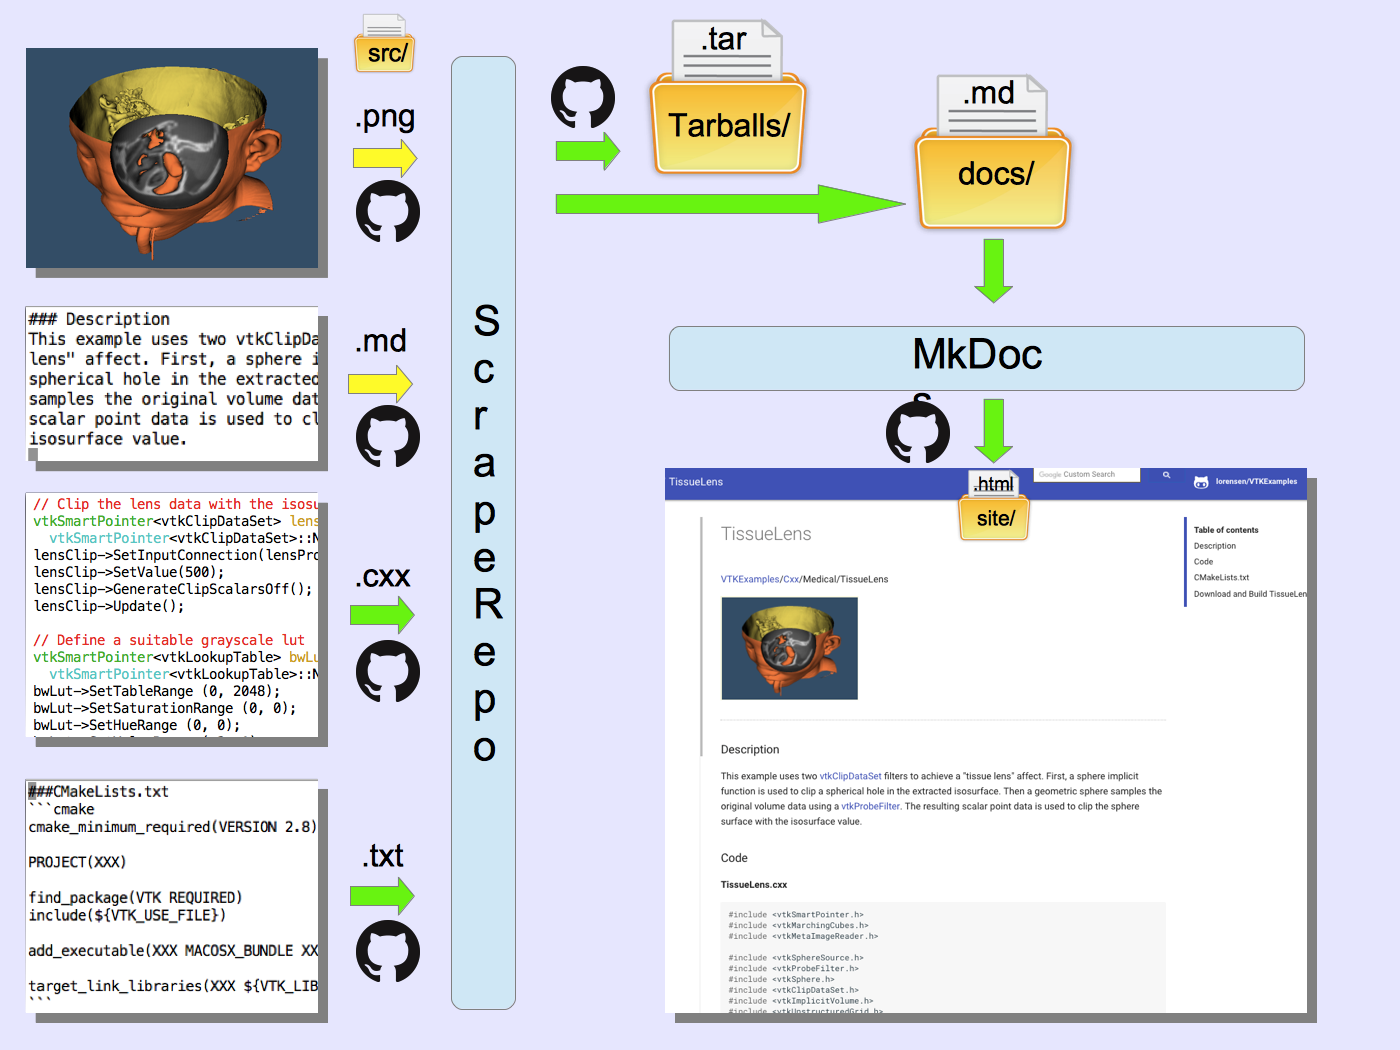 src/
.png
### Description
This example uses two vtkClipDa
lens" affect. First, a sphere i
spherical hole in the extracted
samples the original volume dat
scalar point data is used to cl
isosurface value.
.md
// Clip the lens data with the isosu
vtkSmartPointer<vtkClipDataSet> lens
vtkSmartPointer<vtkClipDataSet>::N
lensClip->SetInputConnection(lensPro
lensClip->SetValue(500);
lensClip->GenerateClipScalarsOff();
lensClip->Update();
// Define a suitable grayscale lut
vtkSmartPointer<vtkLookupTable> bwLu
vtkSmartPointer<vtkLookupTable>::N
bwLut->SetTableRange (0, 2048);
bwLut->SetSaturationRange (0, 0);
bwLut->SetHueRange (0, 0);
.cxx
###CMakeLists.txt
```cmake
cmake_minimum_required(VERSION 2.8)
PROJECT(XXX)
find_package(VTK REQUIRED)
include(${VTK_USE_FILE})
add_executable(XXX MACOSX_BUNDLE XX
target_link_libraries(XXX ${VTK_LIB
```
.txt
ScrapeRepo
.tar
Tarballs/
.md
docs/
MkDocs
TissueLens
.html
site/
Google Custom Search
lorensen/VTKExamples
TissueLens
VTKExamples/Cxx/Medical/TissueLens
Table of contents
Description
Code
CMakeLists.txt
Download and Build TissueLen
Description
This example uses two vtkClipDataSet filters to achieve a "tissue lens" affect. First, a sphere implicit
function is used to clip a spherical hole in the extracted isosurface. Then a geometric sphere samples the
original volume data using a vtkProbeFilter. The resulting scalar point data is used to clip the sphere
surface with the isosurface value.
Code
TissueLens.cxx
#include <vtkSmartPointer.h>
#include <vtkMarchingCubes.h>
#include <vtkMetaImageReader.h>
#include <vtkSphereSource.h>
#include <vtkProbeFilter.h>
#include <vtkSphere.h>
#include <vtkClipDataSet.h>
#include <vtkImplicitVolume.h>
#include <vtkUnstructuredGrid.h>